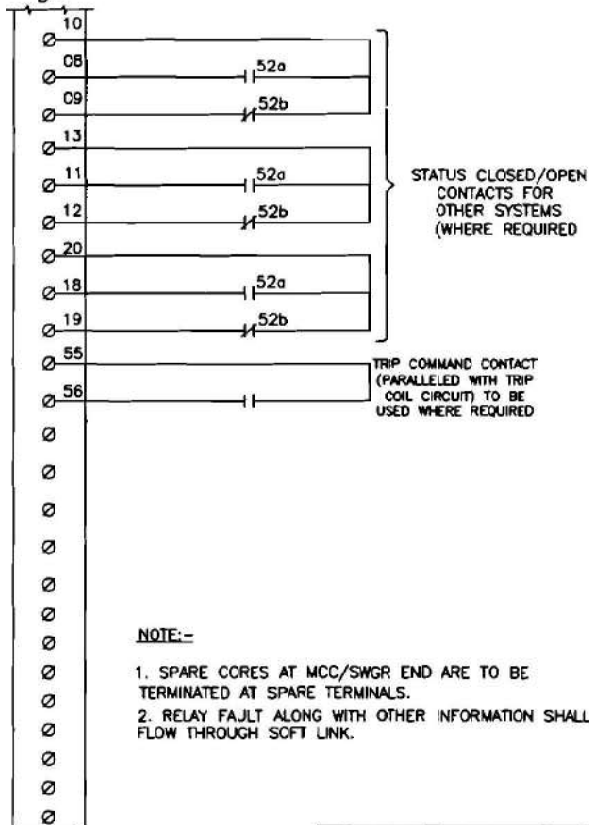 10
08 52a
09 52b
13
11 52a
12 52b
20
18 52a
19 52b
STATUS CLOSED/OPEN
CONTACTS FOR
OTHER SYSTEMS
(WHERE REQUIRED
55
56
TRIP COMMAND CONTACT
(PARALLELED WITH TRIP
COIL CIRCUIT) TO BE
USED WHERE REQUIRED
NOTE:-
1. SPARE CORES AT MCC/SWGR END ARE TO BE
TERMINATED AT SPARE TERMINALS.
2. RELAY FAULT ALONG WITH OTHER INFORMATION SHALL
FLOW THROUGH SOFT LINK.